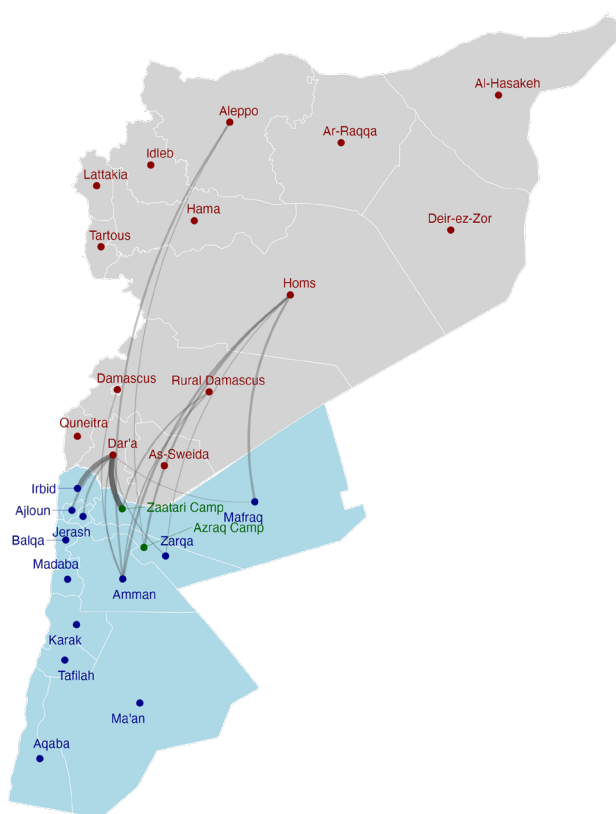 Al-Hasakeh
Aleppo
Ar-Raqqa
Idleb
Lattakia
Hama
Deir-ez-Zor
Tartous
Homs
Damascus
Rural Damascus
Quneitra
Dar'a
As-Sweida
Irbid
Zaatari Camp
Ajloun
Mafraq
Azraq Camp
Jerash
Balqa
Zarqa
Madaba
Amman
Karak
Tafilah
Ma'an
Aqaba